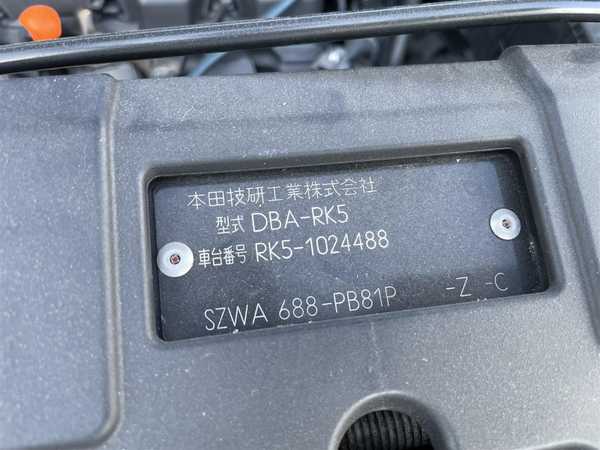 本田技研工業株式会社
型式 DBA-RK5
車台番号 RK5-1024488
SZWA 688-PB81P -Z -C